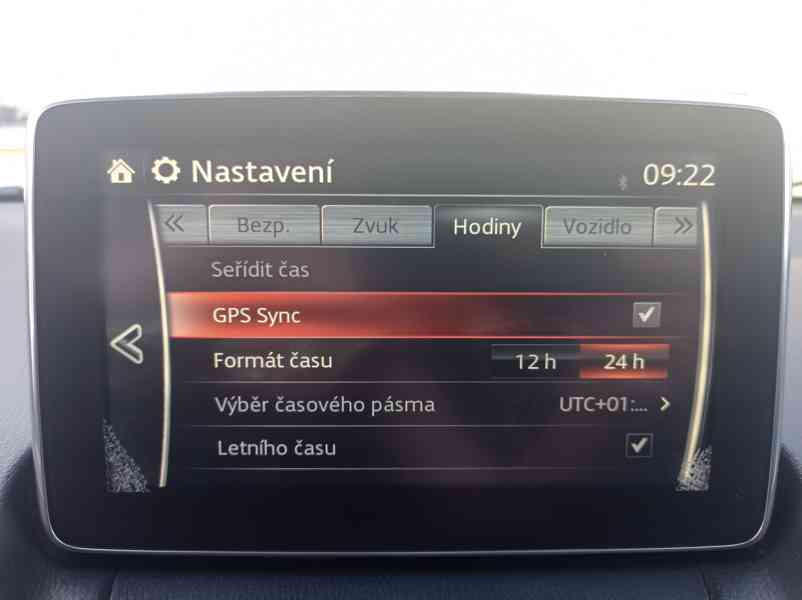 Nastavení 09:22
Bezp. Zvuk Hodiny Vozidlo
Seřídit čas
GPS Sync
Formát času 12 h 24 h
Výběr časového pásma UTC+01:...
Letního času